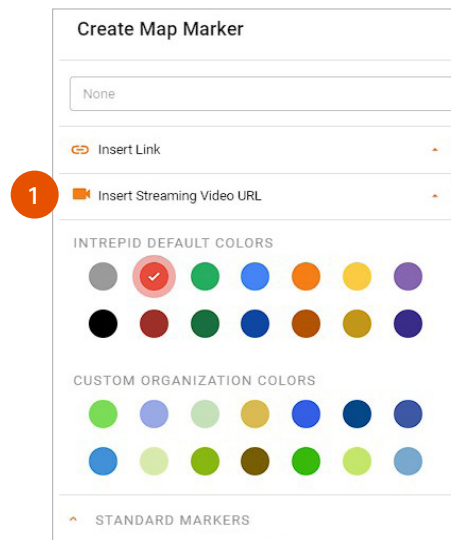 Create Map Marker
None
Insert Link
1
Insert Streaming Video URL
INTREPID DEFAULT COLORS
CUSTOM ORGANIZATION COLORS
STANDARD MARKERS